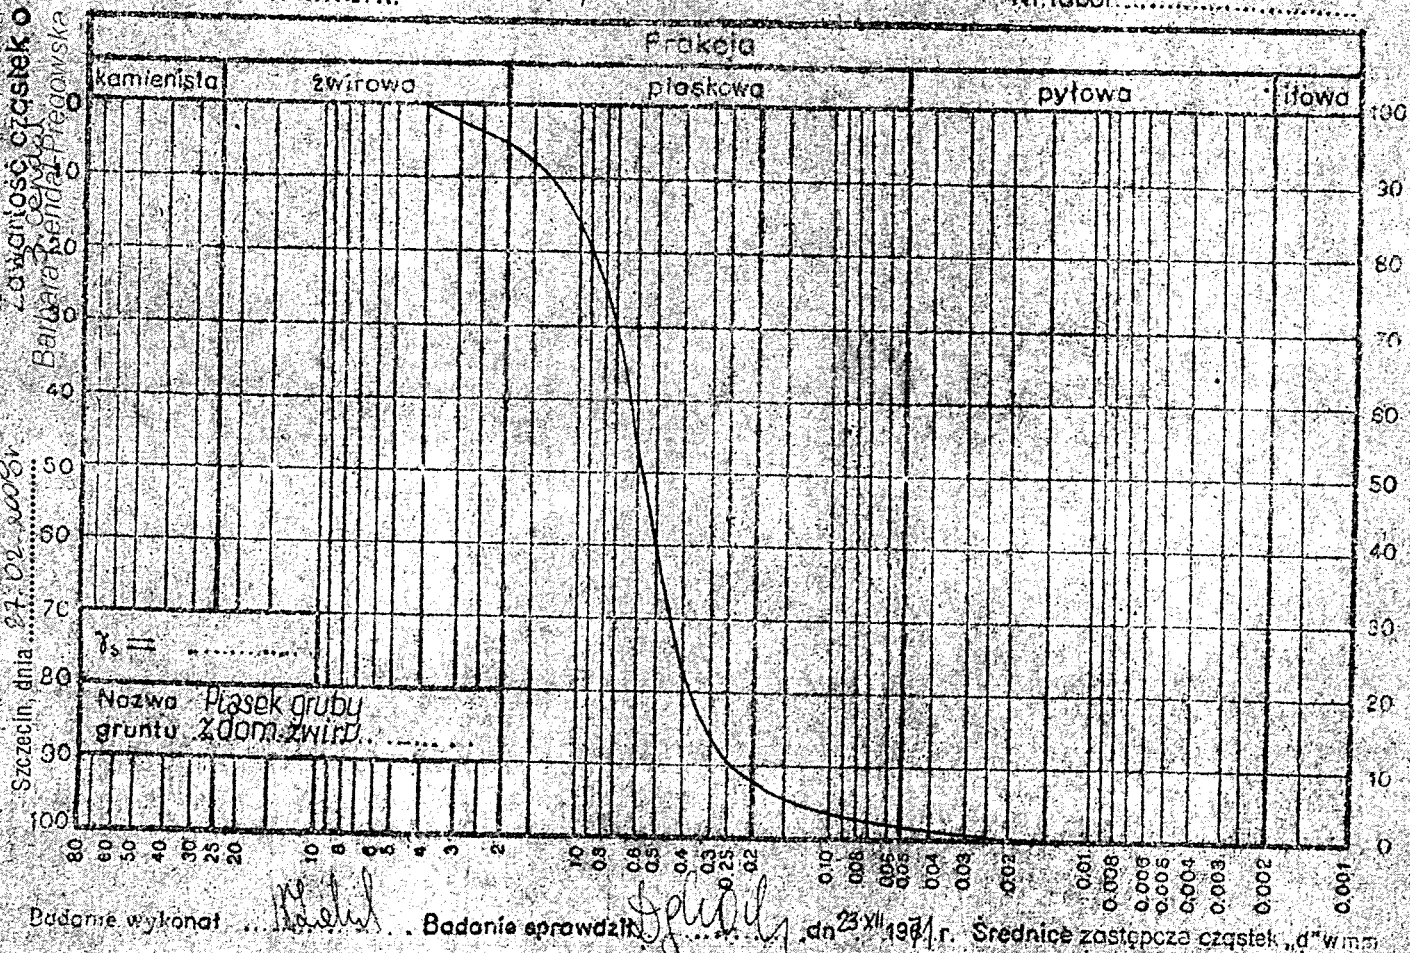 Frakcja
kamienista żwirowa piaskowa pyłowa iłowa
0 100
10 90
20 80
30 70
40 60
50 50
60 40
70 30
80 20
90 10
100 0
γs = ..............
Nazwa Piasek gruby
gruntu z dom. żwiru
80 60 50 40 30 25 20 10 8 6 5 4 3 2 1.0 0.8 0.6 0.5 0.4 0.3 0.25 0.2 0.10 0.08 0.06 0.05 0.04 0.03 0.02 0.01 0.008 0.006 0.005 0.004 0.003 0.002 0.001
Badanie wykonał Badanie sprawdził dn 23 XII r. Średnice zastępcza cząstek „d" w mm
Zawartość cząstek o
Barbara
Szczecin, dnia 27.02